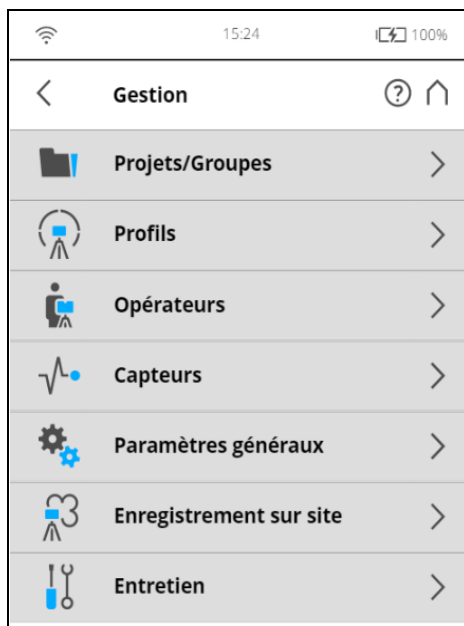 15:24
100%
Gestion
Projets/Groupes
Profils
Opérateurs
Capteurs
Paramètres généraux
Enregistrement sur site
Entretien